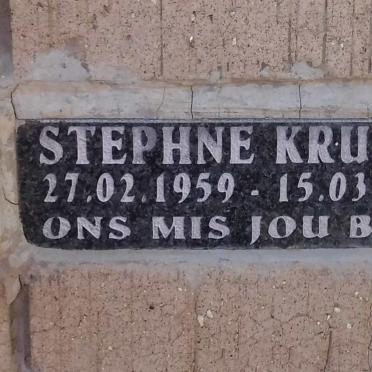 STEPHNE KRU
27.02.1959 - 15.03
ONS MIS JOU B